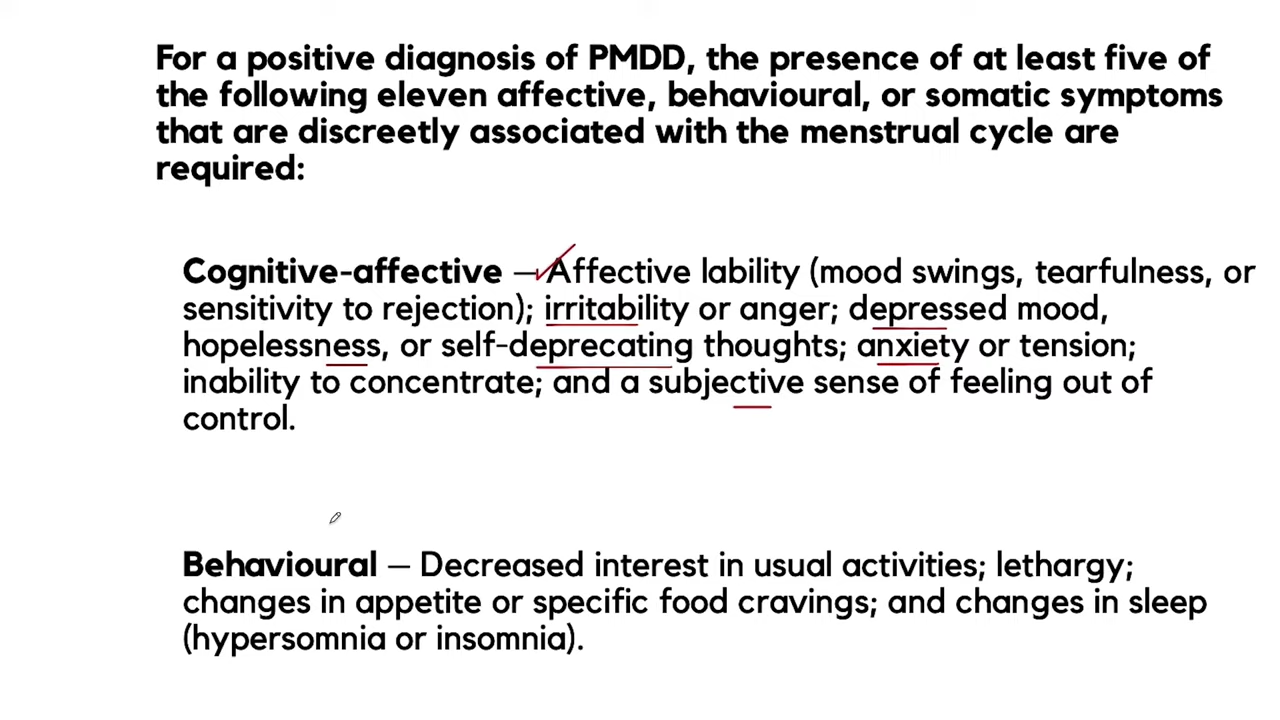 For a positive diagnosis of PMDD, the presence of at least five of
the following eleven affective, behavioural, or somatic symptoms
that are discreetly associated with the menstrual cycle are
required:
Cognitive-affective – Affective lability (mood swings, tearfulness, or
sensitivity to rejection); irritability or anger; depressed mood,
hopelessness, or self-deprecating thoughts; anxiety or tension;
inability to concentrate; and a subjective sense of feeling out of
control.
Behavioural – Decreased interest in usual activities; lethargy;
changes in appetite or specific food cravings; and changes in sleep
(hypersomnia or insomnia).